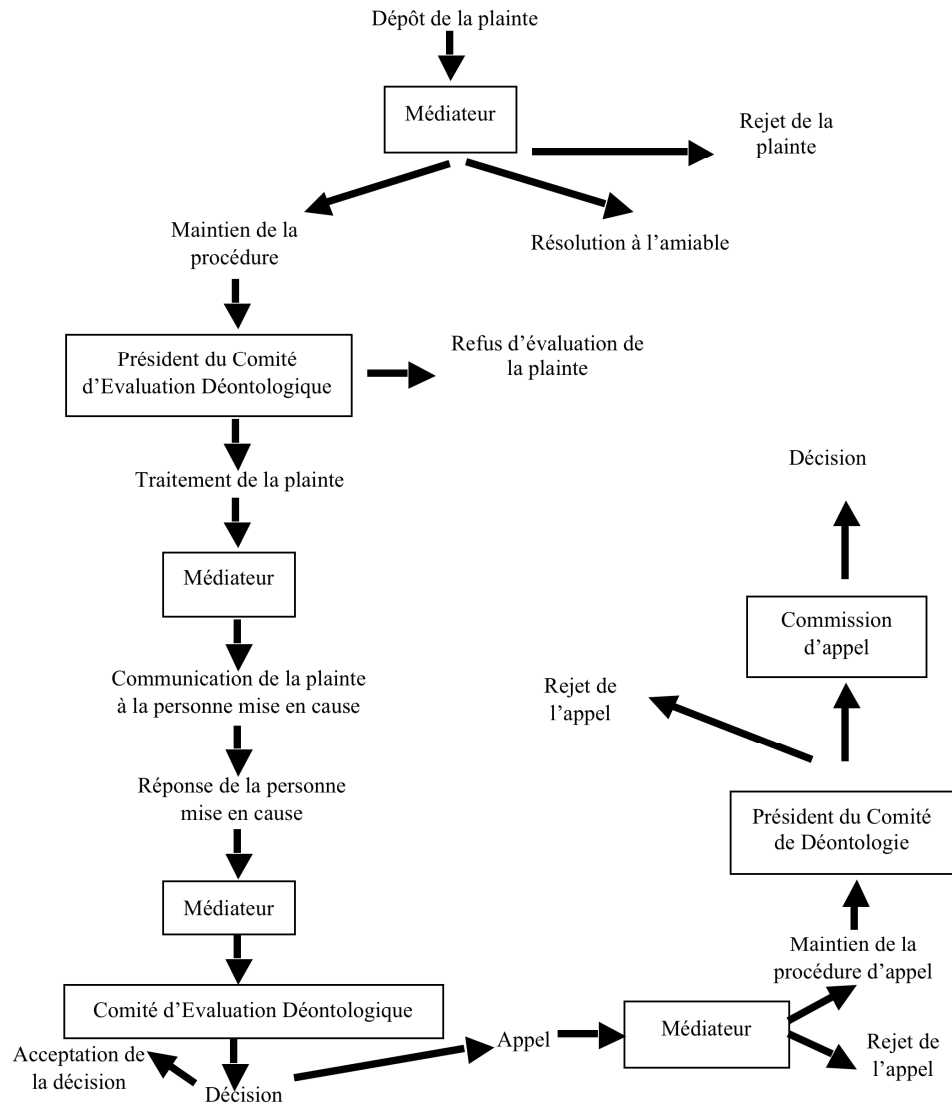 Dépôt de la plainte
Médiateur
Rejet de la
plainte
Maintien de la
procédure
Résolution à l’amiable
Président du Comité
d’Evaluation Déontologique
Refus d’évaluation de
la plainte
Traitement de la plainte
Médiateur
Communication de la plainte
à la personne mise en cause
Réponse de la personne
mise en cause
Médiateur
Comité d’Evaluation Déontologique
Acceptation de
la décision
Décision
Appel
Médiateur
Rejet de
l’appel
Maintien de la
procédure d’appel
Président du Comité
de Déontologie
Rejet de
l’appel
Commission
d’appel
Décision